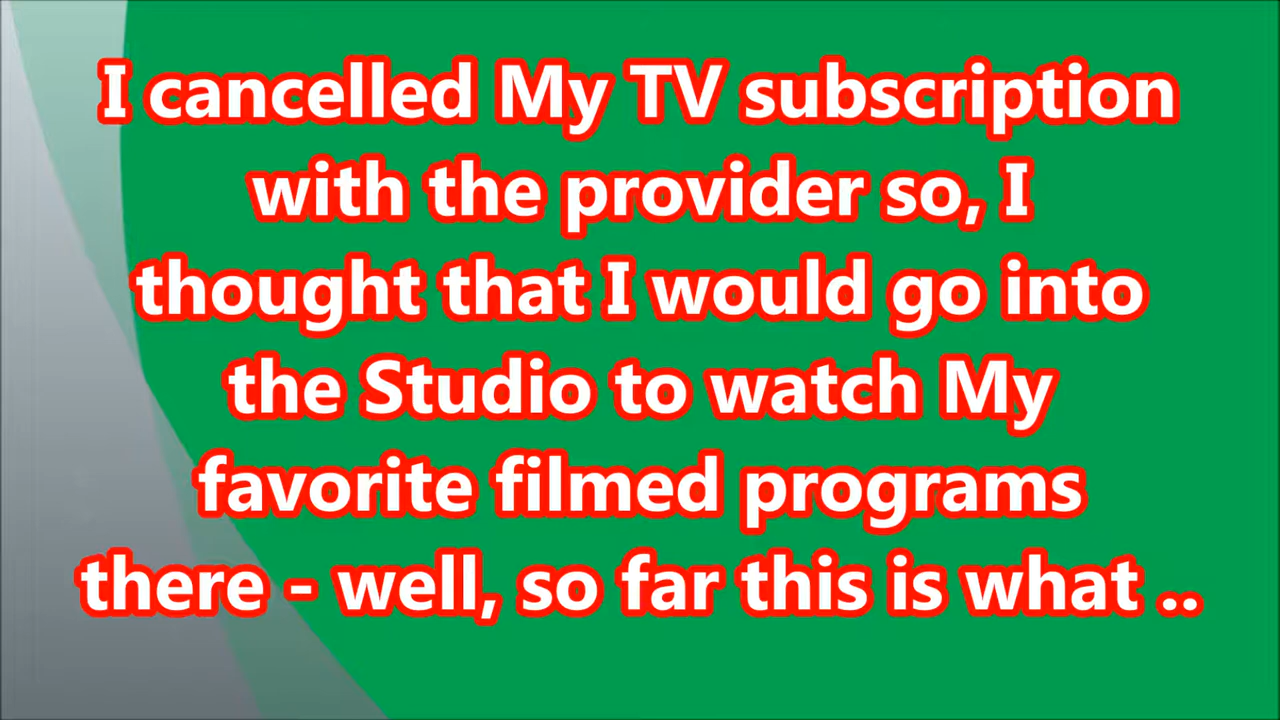 I cancelled My TV subscription
with the provider so, I
thought that I would go into
the Studio to watch My
favorite filmed programs
there - well, so far this is what ..